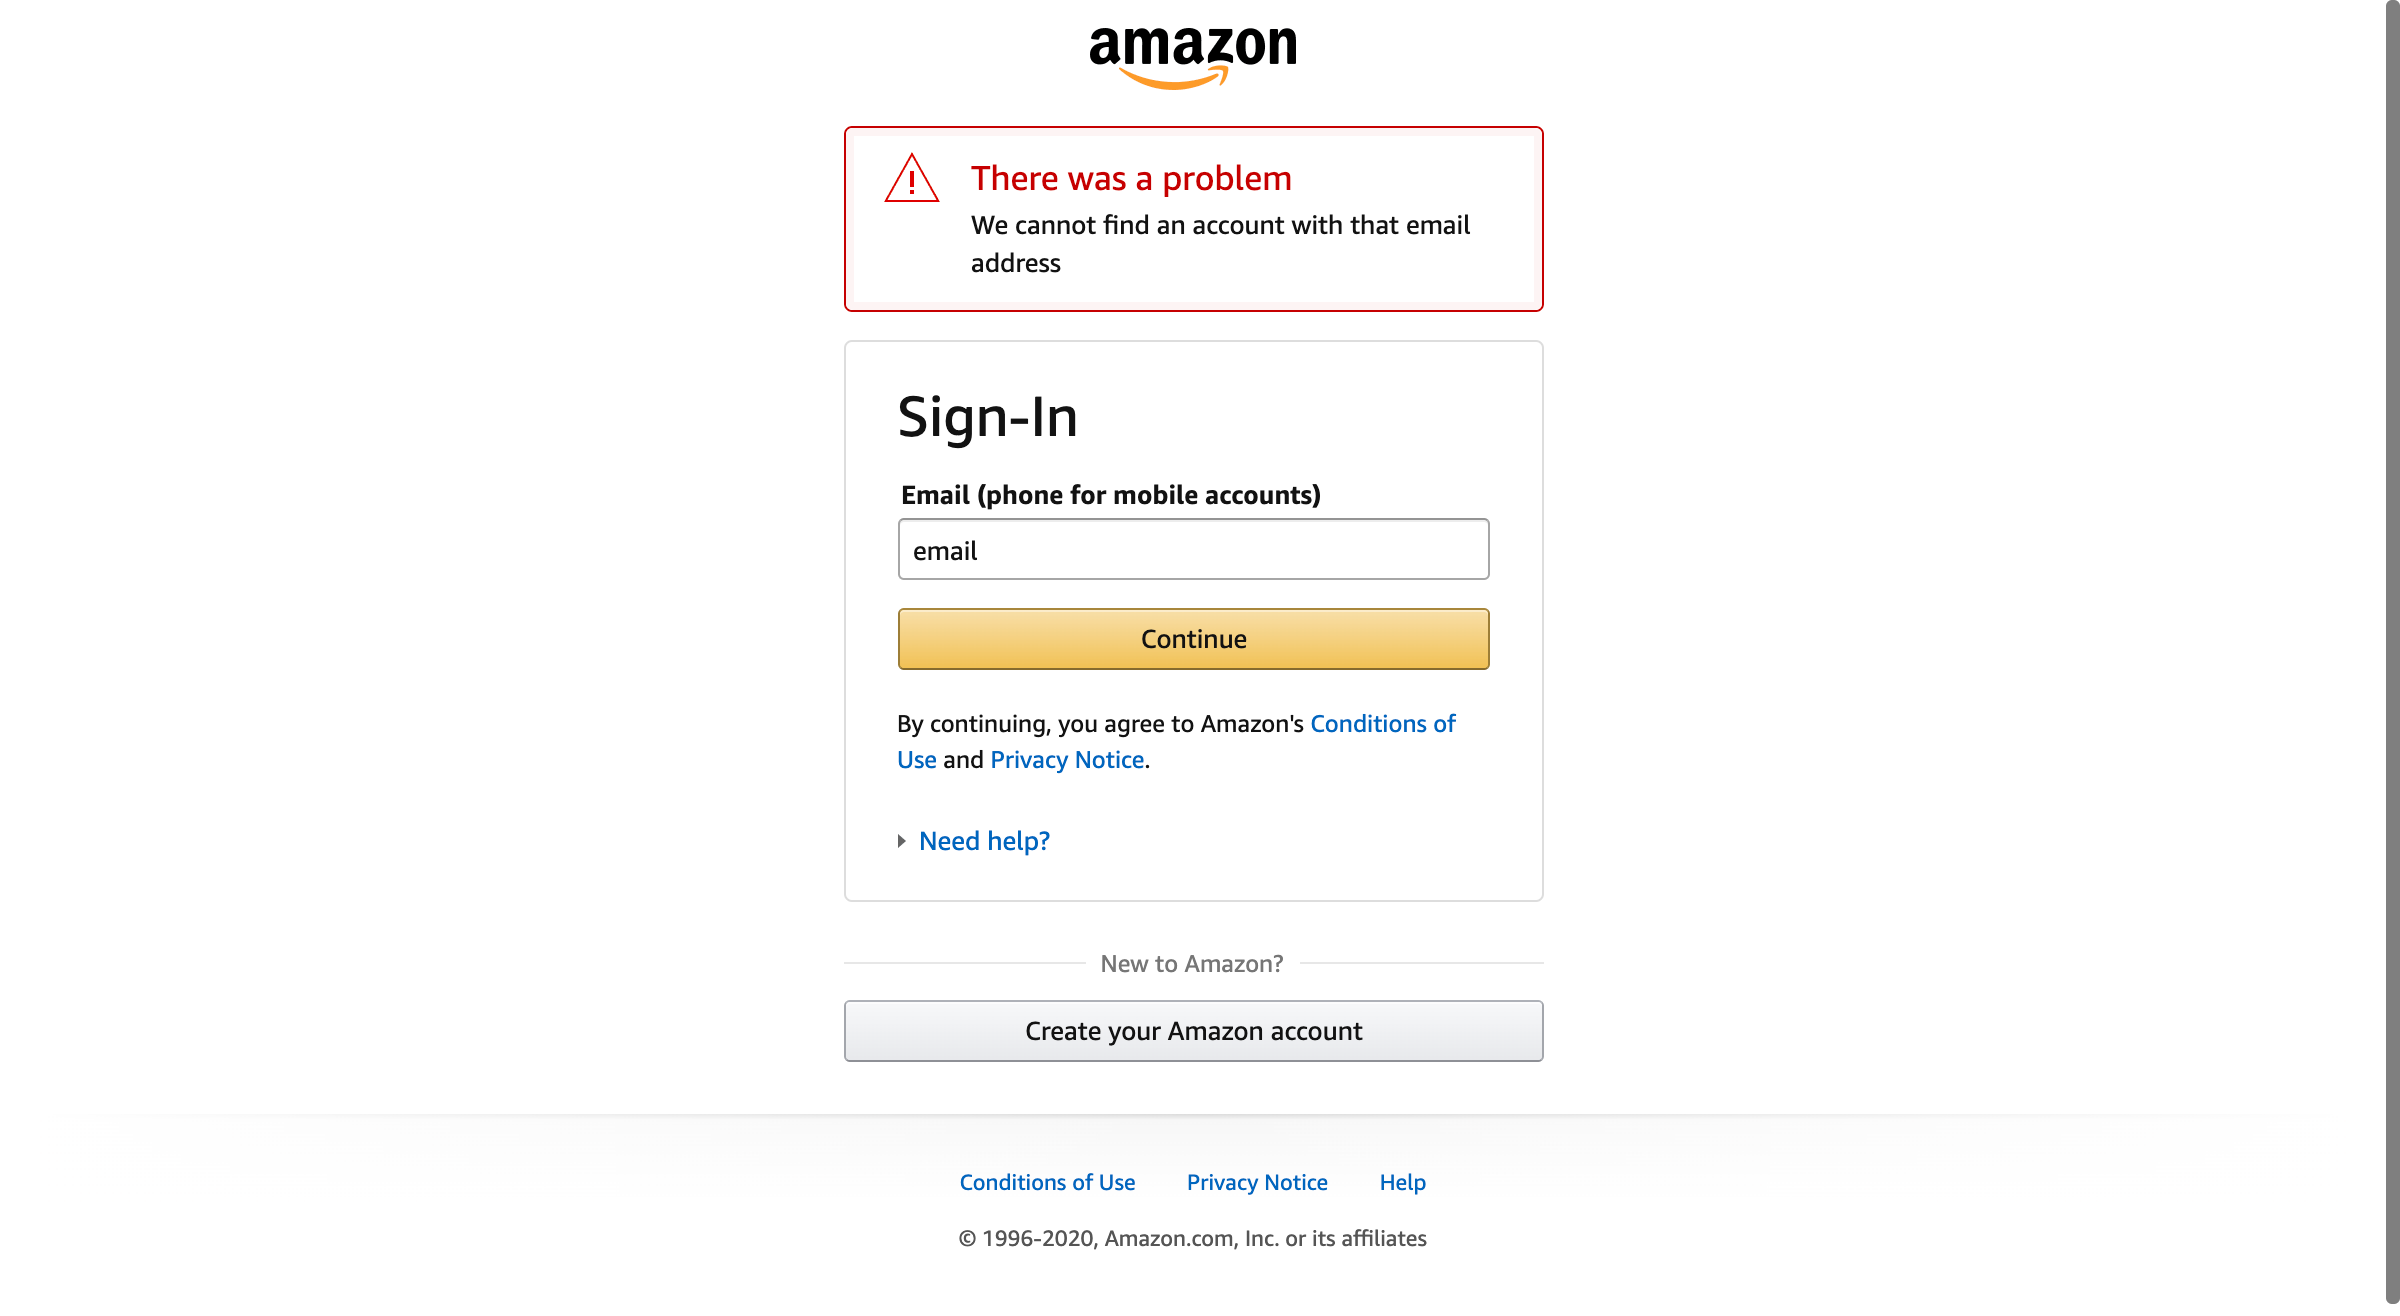 amazon
There was a problem
We cannot find an account with that email
address
Sign-In
Email (phone for mobile accounts)
email
Continue
By continuing, you agree to Amazon's Conditions of
Use and Privacy Notice.
Need help?
New to Amazon?
Create your Amazon account
Conditions of Use Privacy Notice Help
© 1996-2020, Amazon.com, Inc. or its affiliates